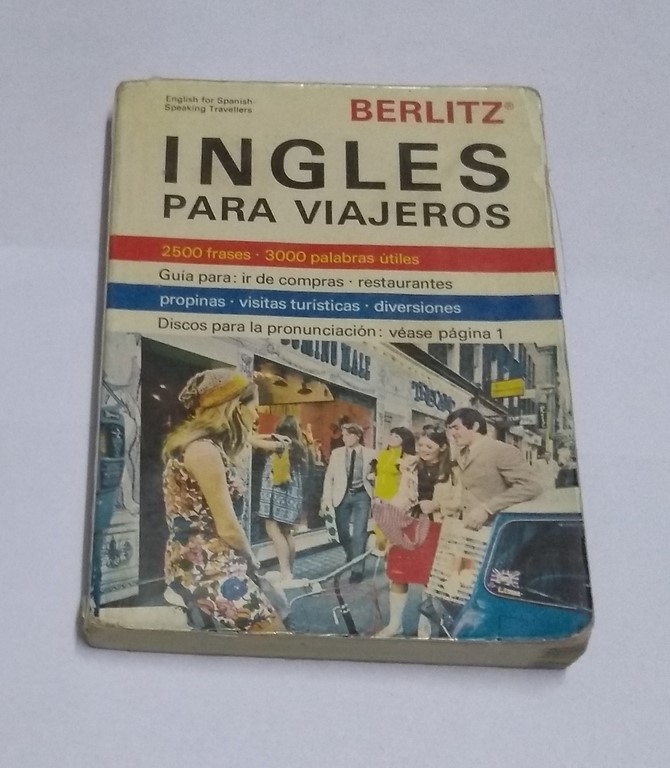 English for Spanish-
Speaking Travellers
BERLITZ®
INGLES
PARA VIAJEROS
2500 frases · 3000 palabras útiles
Guía para: ir de compras · restaurantes
propinas · visitas turísticas · diversiones
Discos para la pronunciación: véase página 1